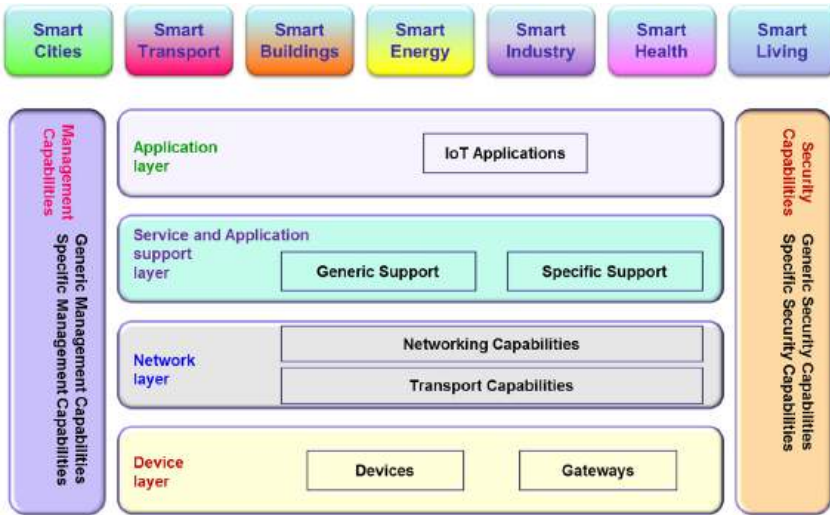 Smart
Cities
Smart
Transport
Smart
Buildings
Smart
Energy
Smart
Industry
Smart
Health
Smart
Living
Management
Capabilities
Generic Management Capabilities
Specific Management Capabilities
Application
layer
IoT Applications
Service and Application
support
layer
Generic Support
Specific Support
Network
layer
Networking Capabilities
Transport Capabilities
Device
layer
Devices
Gateways
Security
Capabilities
Generic Security Capabilities
Specific Security Capabilities